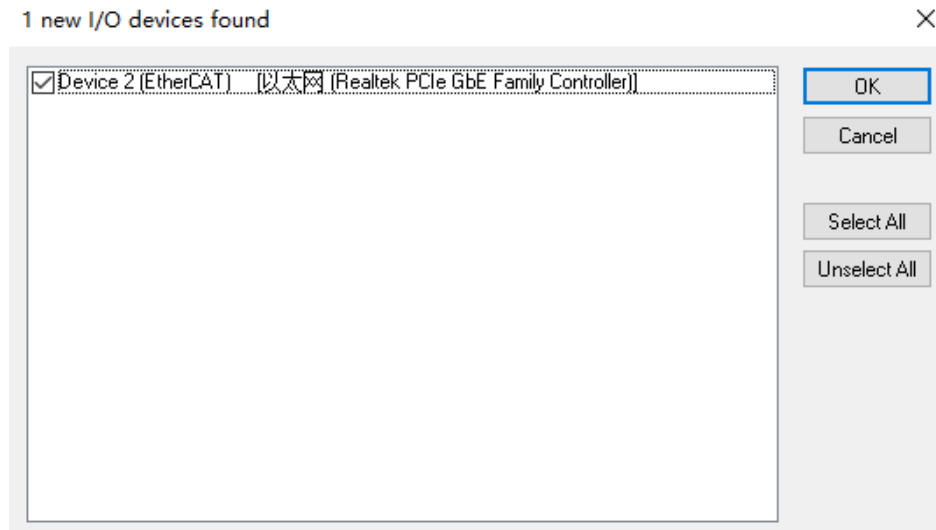 1 new I/O devices found
Device 2 (EtherCAT) [以太网 (Realtek PCIe GbE Family Controller)]
OK
Cancel
Select All
Unselect All